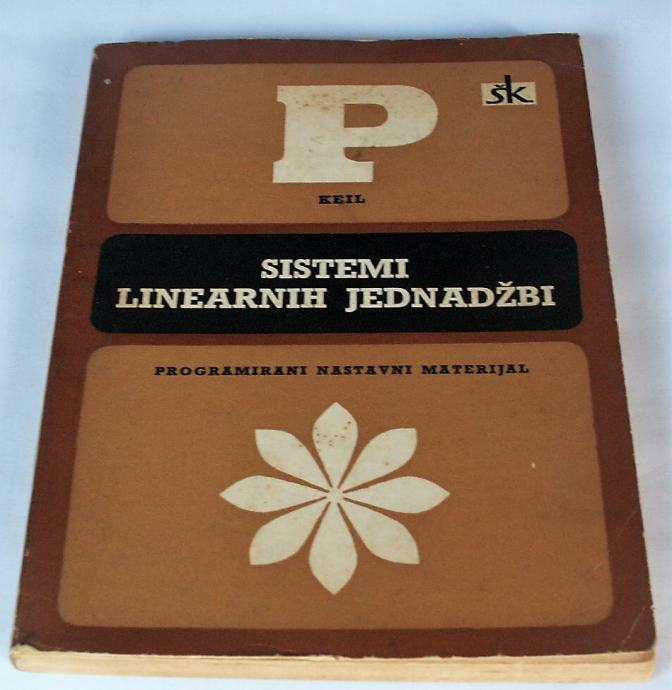 P
šk
KEIL
SISTEMI
LINEARNIH JEDNADŽBI
PROGRAMIRANI NASTAVNI MATERIJAL